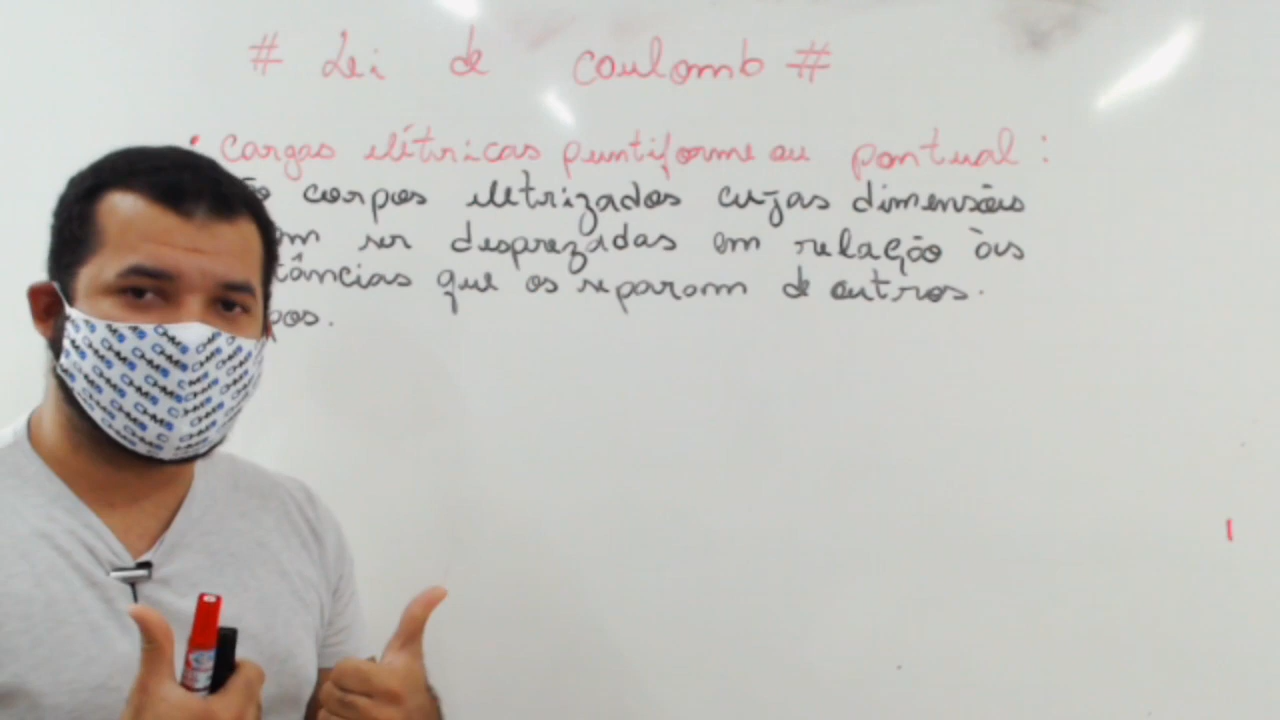 # Lei de coulomb #
• cargas elétricas puntiforme ou pontual :
corpos eletrizados cujas dimensões
ser desprezadas em relação às
tâncias que os separam de outros.
pos.
CHMS